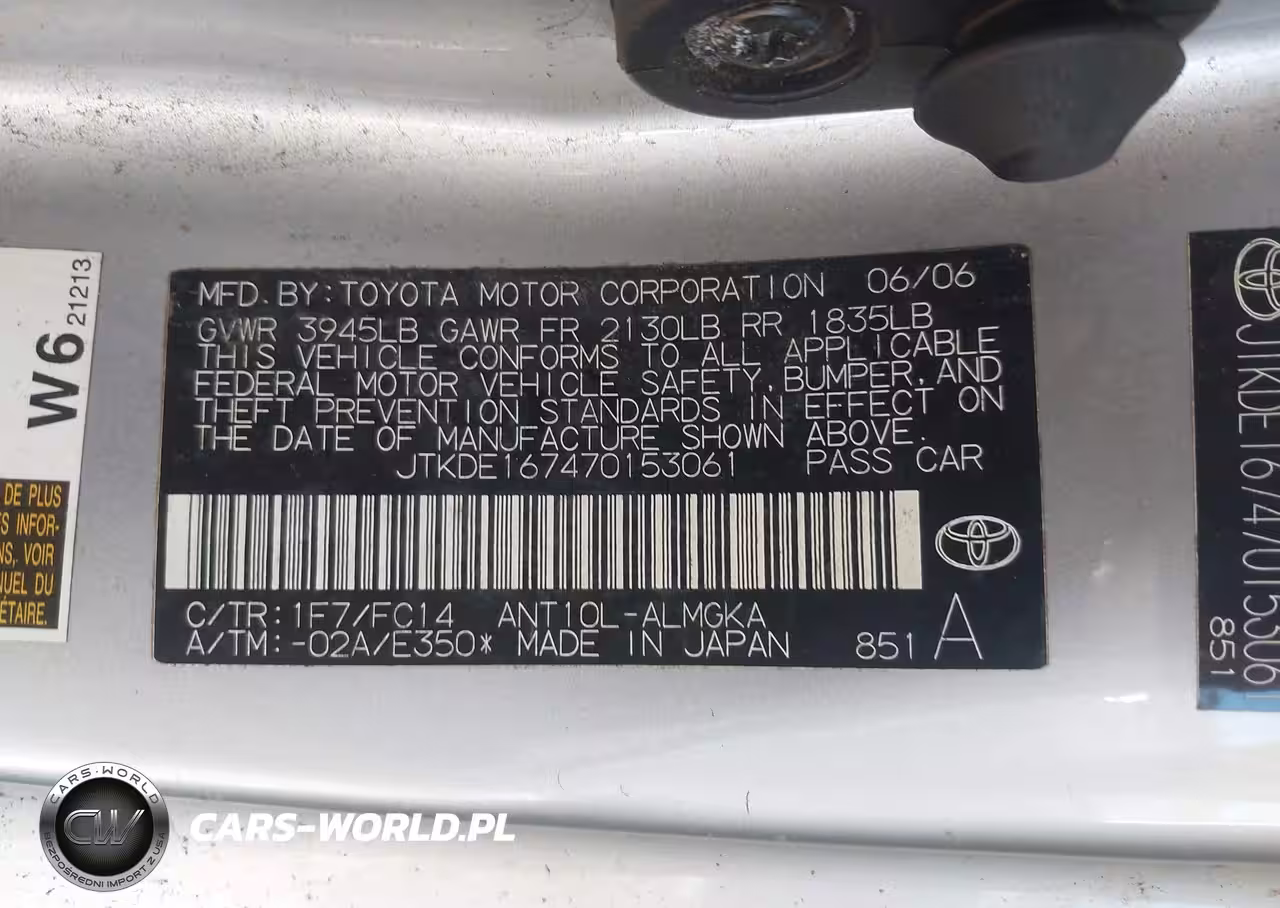 MFD. BY: TOYOTA MOTOR CORPORATION 06/06
GVWR 3945LB GAWR FR 2130LB RR 1835LB
THIS VEHICLE CONFORMS TO ALL APPLICABLE
FEDERAL MOTOR VEHICLE SAFETY, BUMPER, AND
THEFT PREVENTION STANDARDS IN EFFECT ON
THE DATE OF MANUFACTURE SHOWN ABOVE.
JTKDE167470153061 PASS CAR
C/TR: 1F7/FC14 ANT10L-ALMGKA
A/TM: -02A/E350* MADE IN JAPAN 851 A
W6
21213
DE PLUS
S INFOR-
NS, VOIR
NUEL DU
ÉTAIRE.
JTKDE167470153061
851
CARS-WORLD
CW
BEZPOŚREDNI IMPORT Z USA
CARS-WORLD.PL